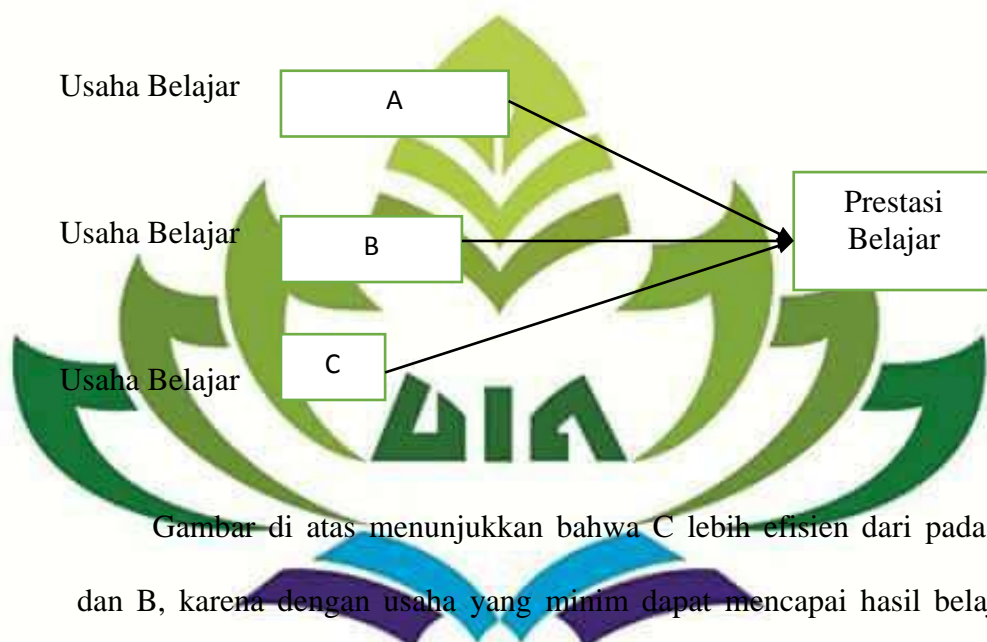 Usaha Belajar A
Prestasi
Belajar
Usaha Belajar B
Usaha Belajar C
UIN
Gambar di atas menunjukkan bahwa C lebih efisien dari pada
dan B, karena dengan usaha yang minim dapat mencapai hasil